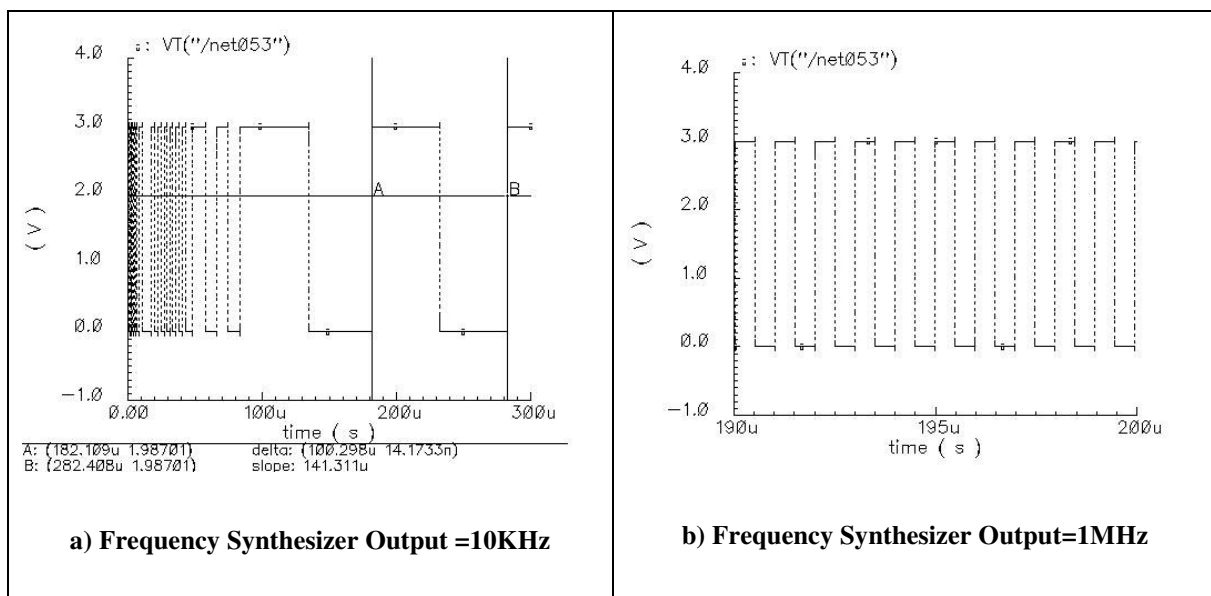 4.0
3.0
2.0
1.0
0.0
-1.0
( V )
: VT("/net053")
A
B
0.00
100u
200u
300u
time ( s )
A: (182.109u 1.98701) delta: (100.298u 14.1733n)
B: (282.408u 1.98701) slope: 141.311u
a) Frequency Synthesizer Output =10KHz
4.0
3.0
2.0
1.0
0.0
-1.0
( V )
: VT("/net053")
190u
195u
200u
time ( s )
b) Frequency Synthesizer Output=1MHz